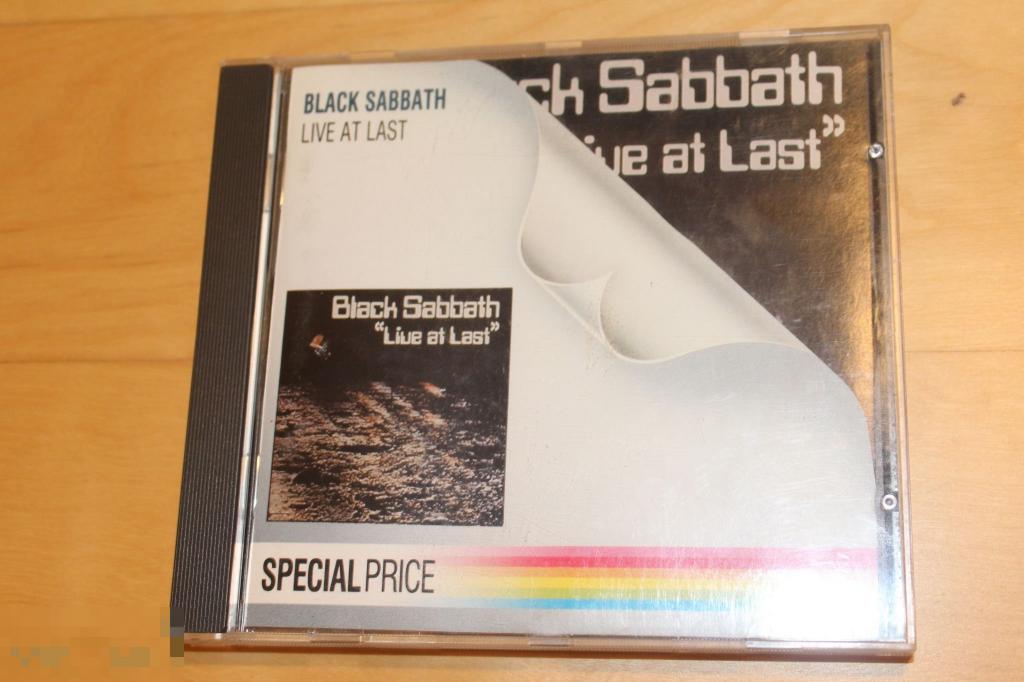 BLACK SABBATH
LIVE AT LAST
ck Sabbath
ive at Last”
Black Sabbath
“Live at Last”
SPECIAL PRICE